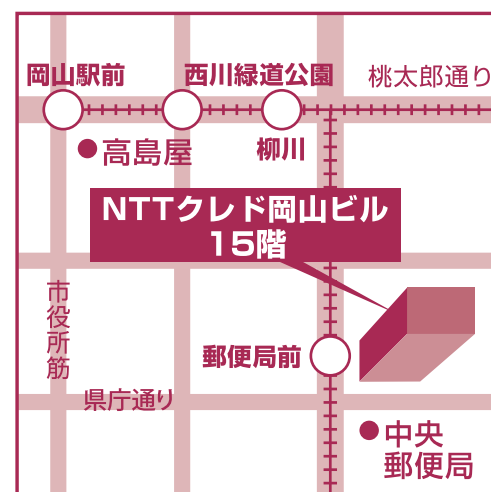 岡山駅前
西川緑道公園
桃太郎通り
高島屋
柳川
NTTクレド岡山ビル
15階
市役所筋
郵便局前
県庁通り
中央
郵便局